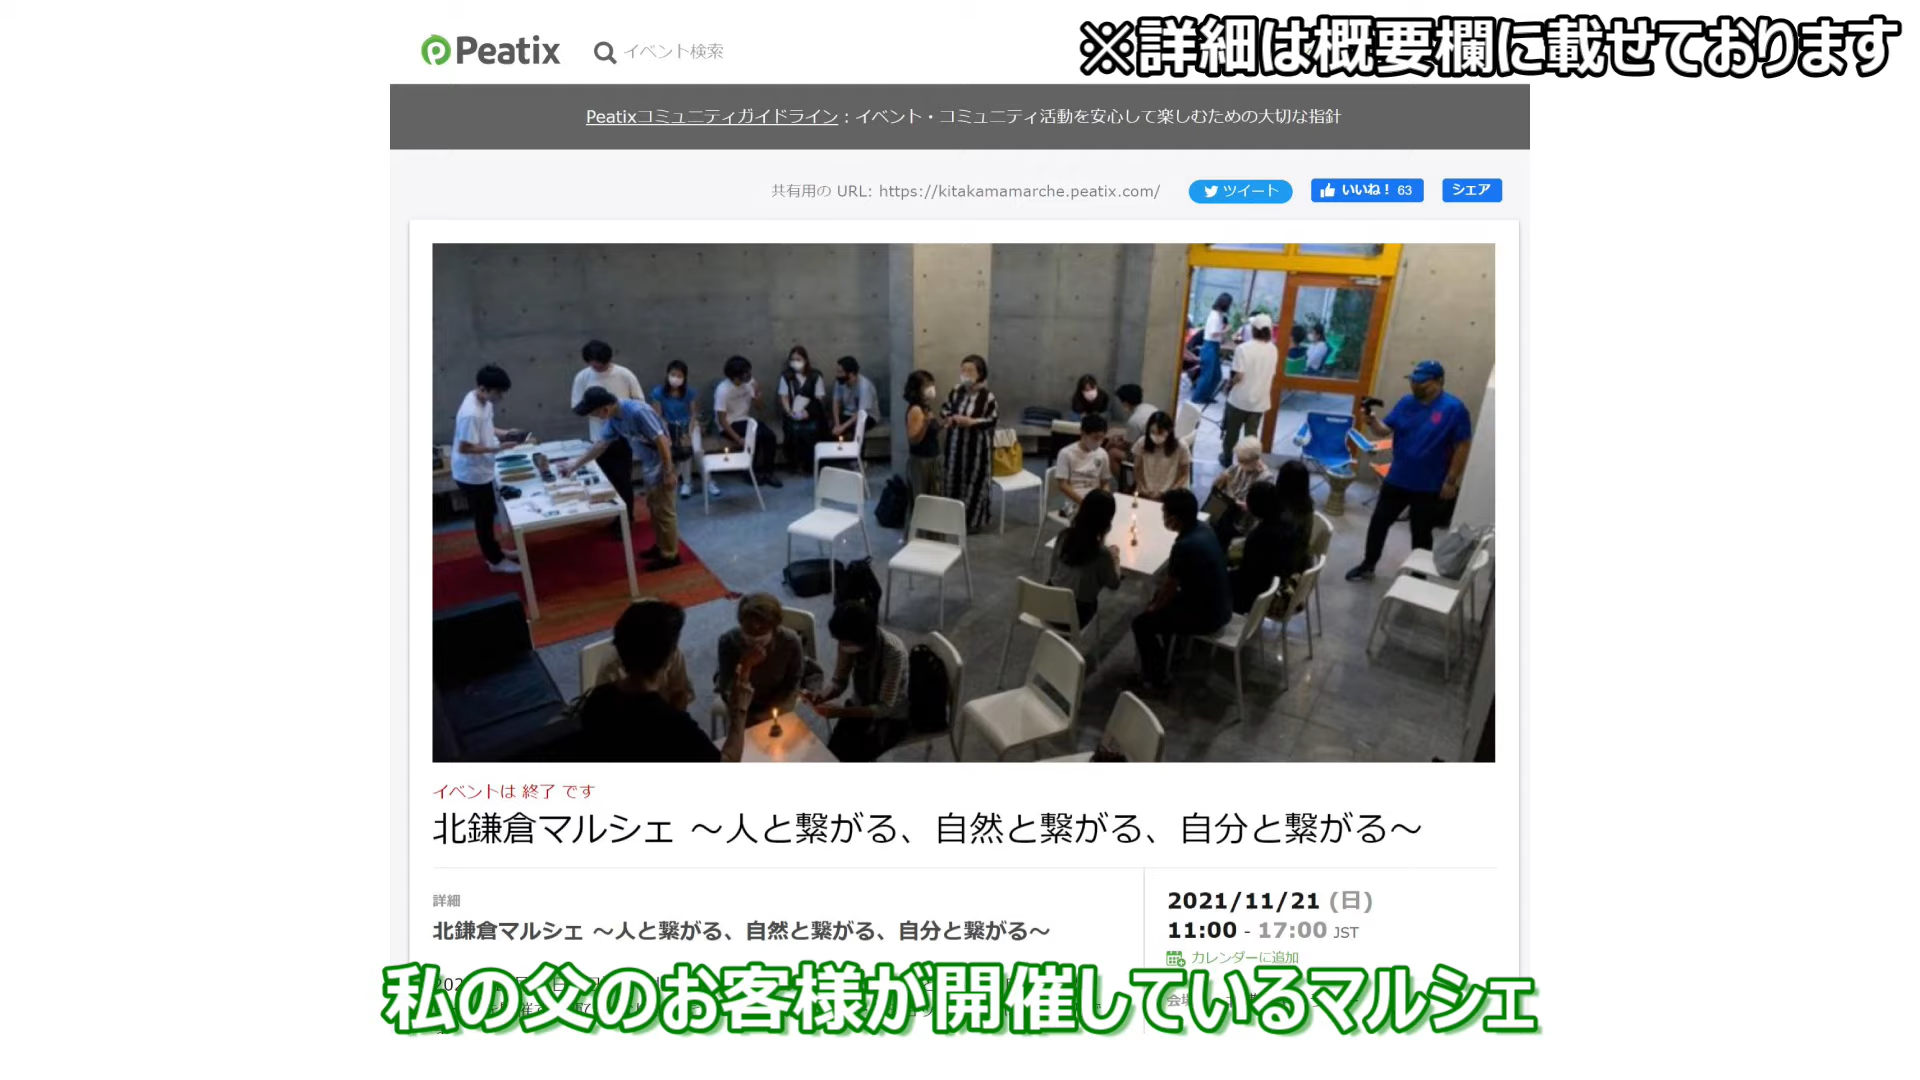 Peatix
イベント検索
※詳細は概要欄に載せております
Peatixコミュニティガイドライン：イベント・コミュニティ活動を安心して楽しむための大切な指針
共有用の URL: https://kitakamamarche.peatix.com/
ツイート
いいね！ 63
シェア
イベントは 終了 です
北鎌倉マルシェ 〜人と繋がる、自然と繋がる、自分と繋がる〜
詳細
北鎌倉マルシェ 〜人と繋がる、自然と繋がる、自分と繋がる〜
2021/11/21 (日)
11:00 - 17:00 JST
カレンダーに追加
私の父のお客様が開催しているマルシェ